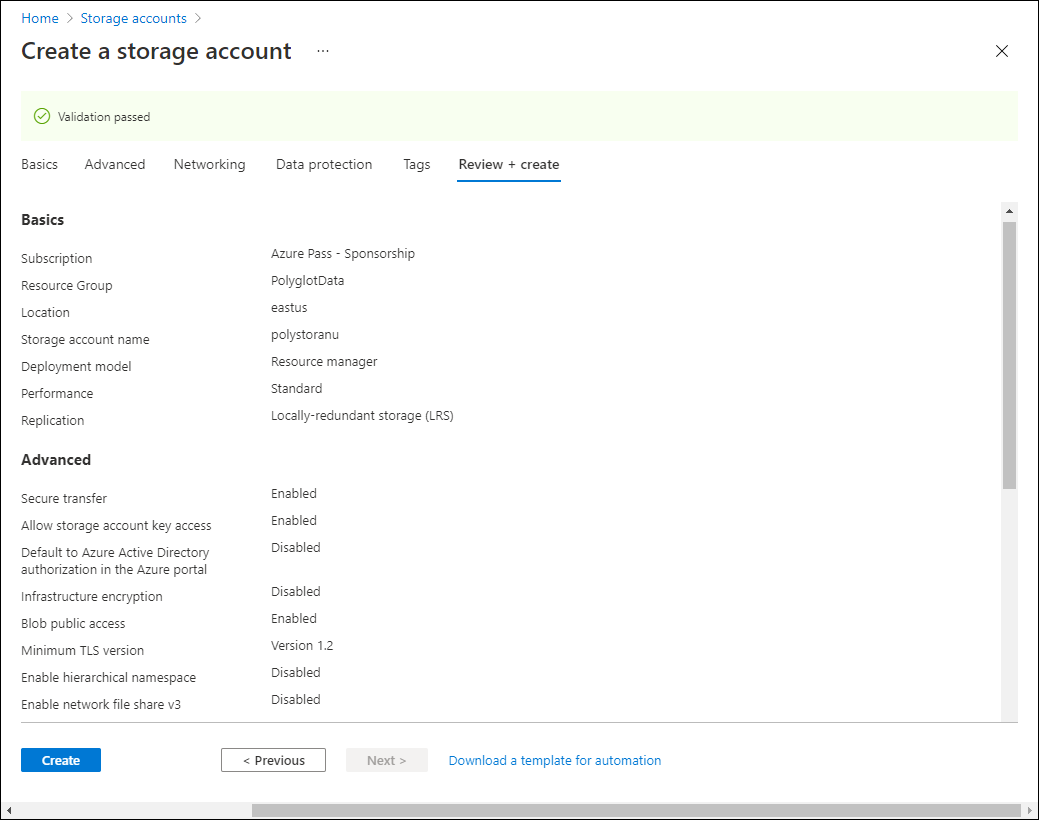 Home > Storage accounts >
Create a storage account ...
Validation passed
Basics Advanced Networking Data protection Tags Review + create
Basics
Subscription Azure Pass - Sponsorship
Resource Group PolyglotData
Location eastus
Storage account name polystoranu
Deployment model Resource manager
Performance Standard
Replication Locally-redundant storage (LRS)
Advanced
Secure transfer Enabled
Allow storage account key access Enabled
Default to Azure Active Directory Disabled
authorization in the Azure portal
Infrastructure encryption Disabled
Blob public access Enabled
Minimum TLS version Version 1.2
Enable hierarchical namespace Disabled
Enable network file share v3 Disabled
Create < Previous Next > Download a template for automation